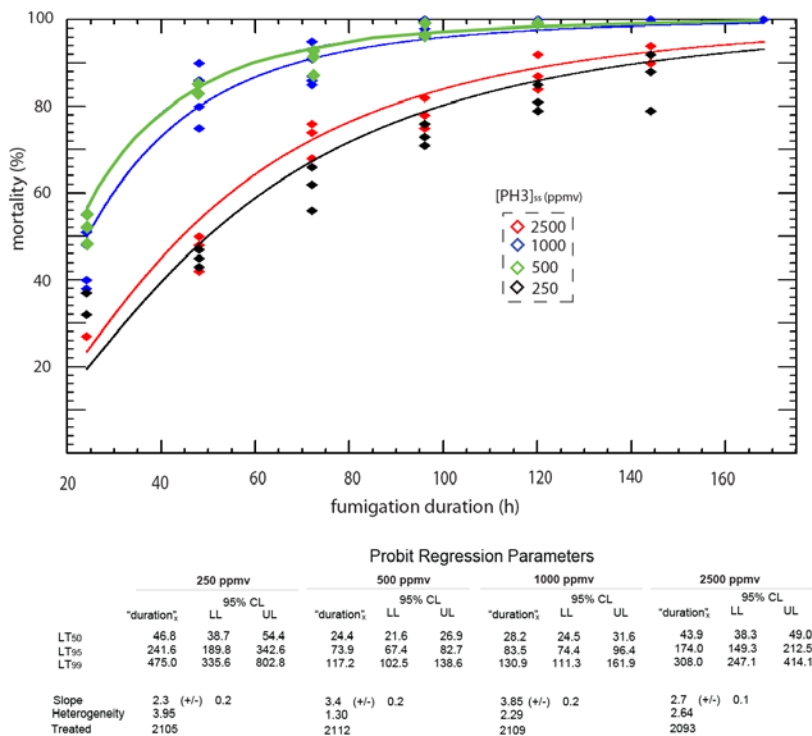 100
80
60
40
20
mortality (%)
[PH3]ss (ppmv)
2500
1000
500
250
20 40 60 80 100 120 140 160
fumigation duration (h)
Probit Regression Parameters
250 ppmv 500 ppmv 1000 ppmv 2500 ppmv
95% CL 95% CL 95% CL 95% CL
"duration"x LL UL "duration"x LL UL "duration"x LL UL "duration"x LL UL
LT50 46.8 38.7 54.4 24.4 21.6 26.9 28.2 24.5 31.6 43.9 38.3 49.0
LT95 241.6 189.8 342.6 73.9 67.4 82.7 83.5 74.4 96.4 174.0 149.3 212.5
LT99 475.0 335.6 802.8 117.2 102.5 138.6 130.9 111.3 161.9 308.0 247.1 414.1
Slope 2.3 (+/-) 0.2 3.4 (+/-) 0.2 3.85 (+/-) 0.2 2.7 (+/-) 0.1
Heterogeneity 3.95 1.30 2.29 2.64
Treated 2105 2112 2109 2093